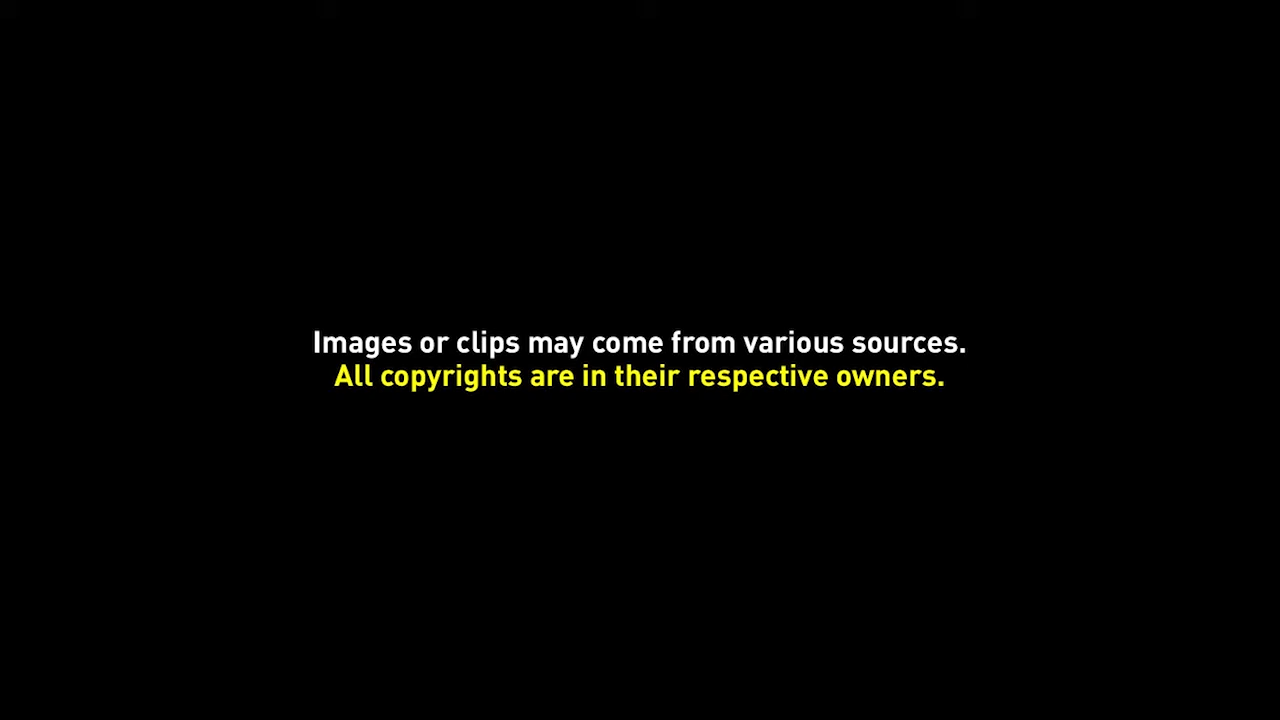 Images or clips may come from various sources.
All copyrights are in their respective owners.